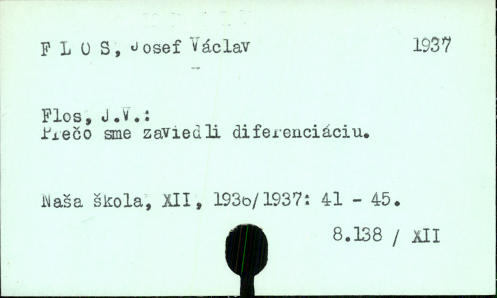 F L O S, Josef Václav 1937
Flos, J.V.:
Prečo sme zaviedli diferenciáciu.
Naša škola, XII, 1936/1937: 41 - 45.
8.138 / XII